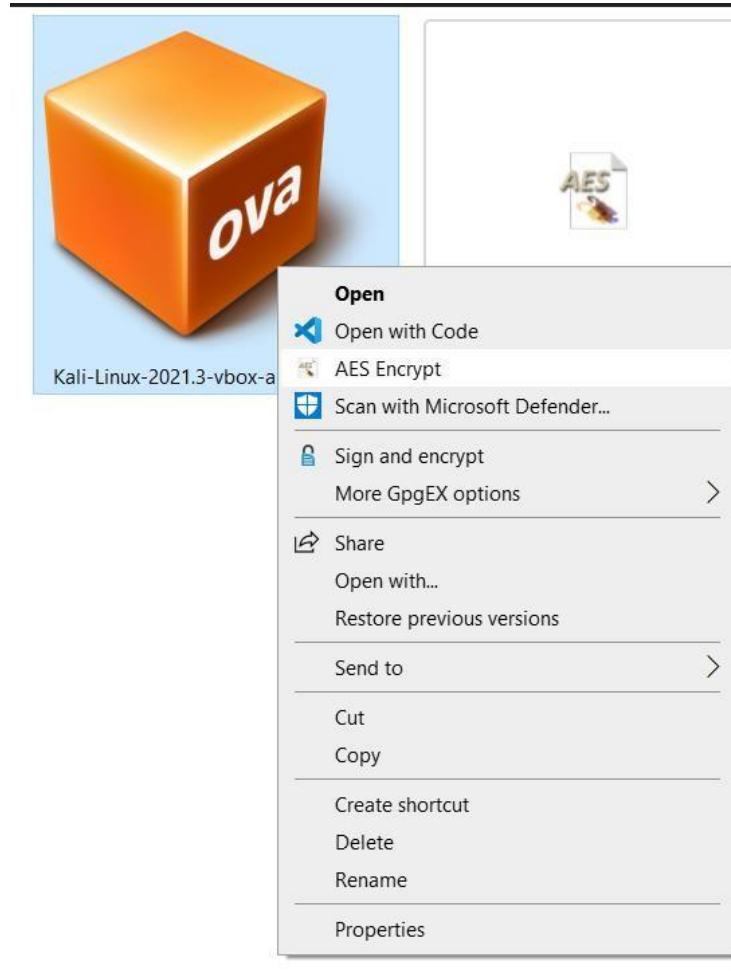 ova
AES
Kali-Linux-2021.3-vbox-a
Open
Open with Code
AES Encrypt
Scan with Microsoft Defender...
Sign and encrypt
More GpgEX options
Share
Open with...
Restore previous versions
Send to
Cut
Copy
Create shortcut
Delete
Rename
Properties